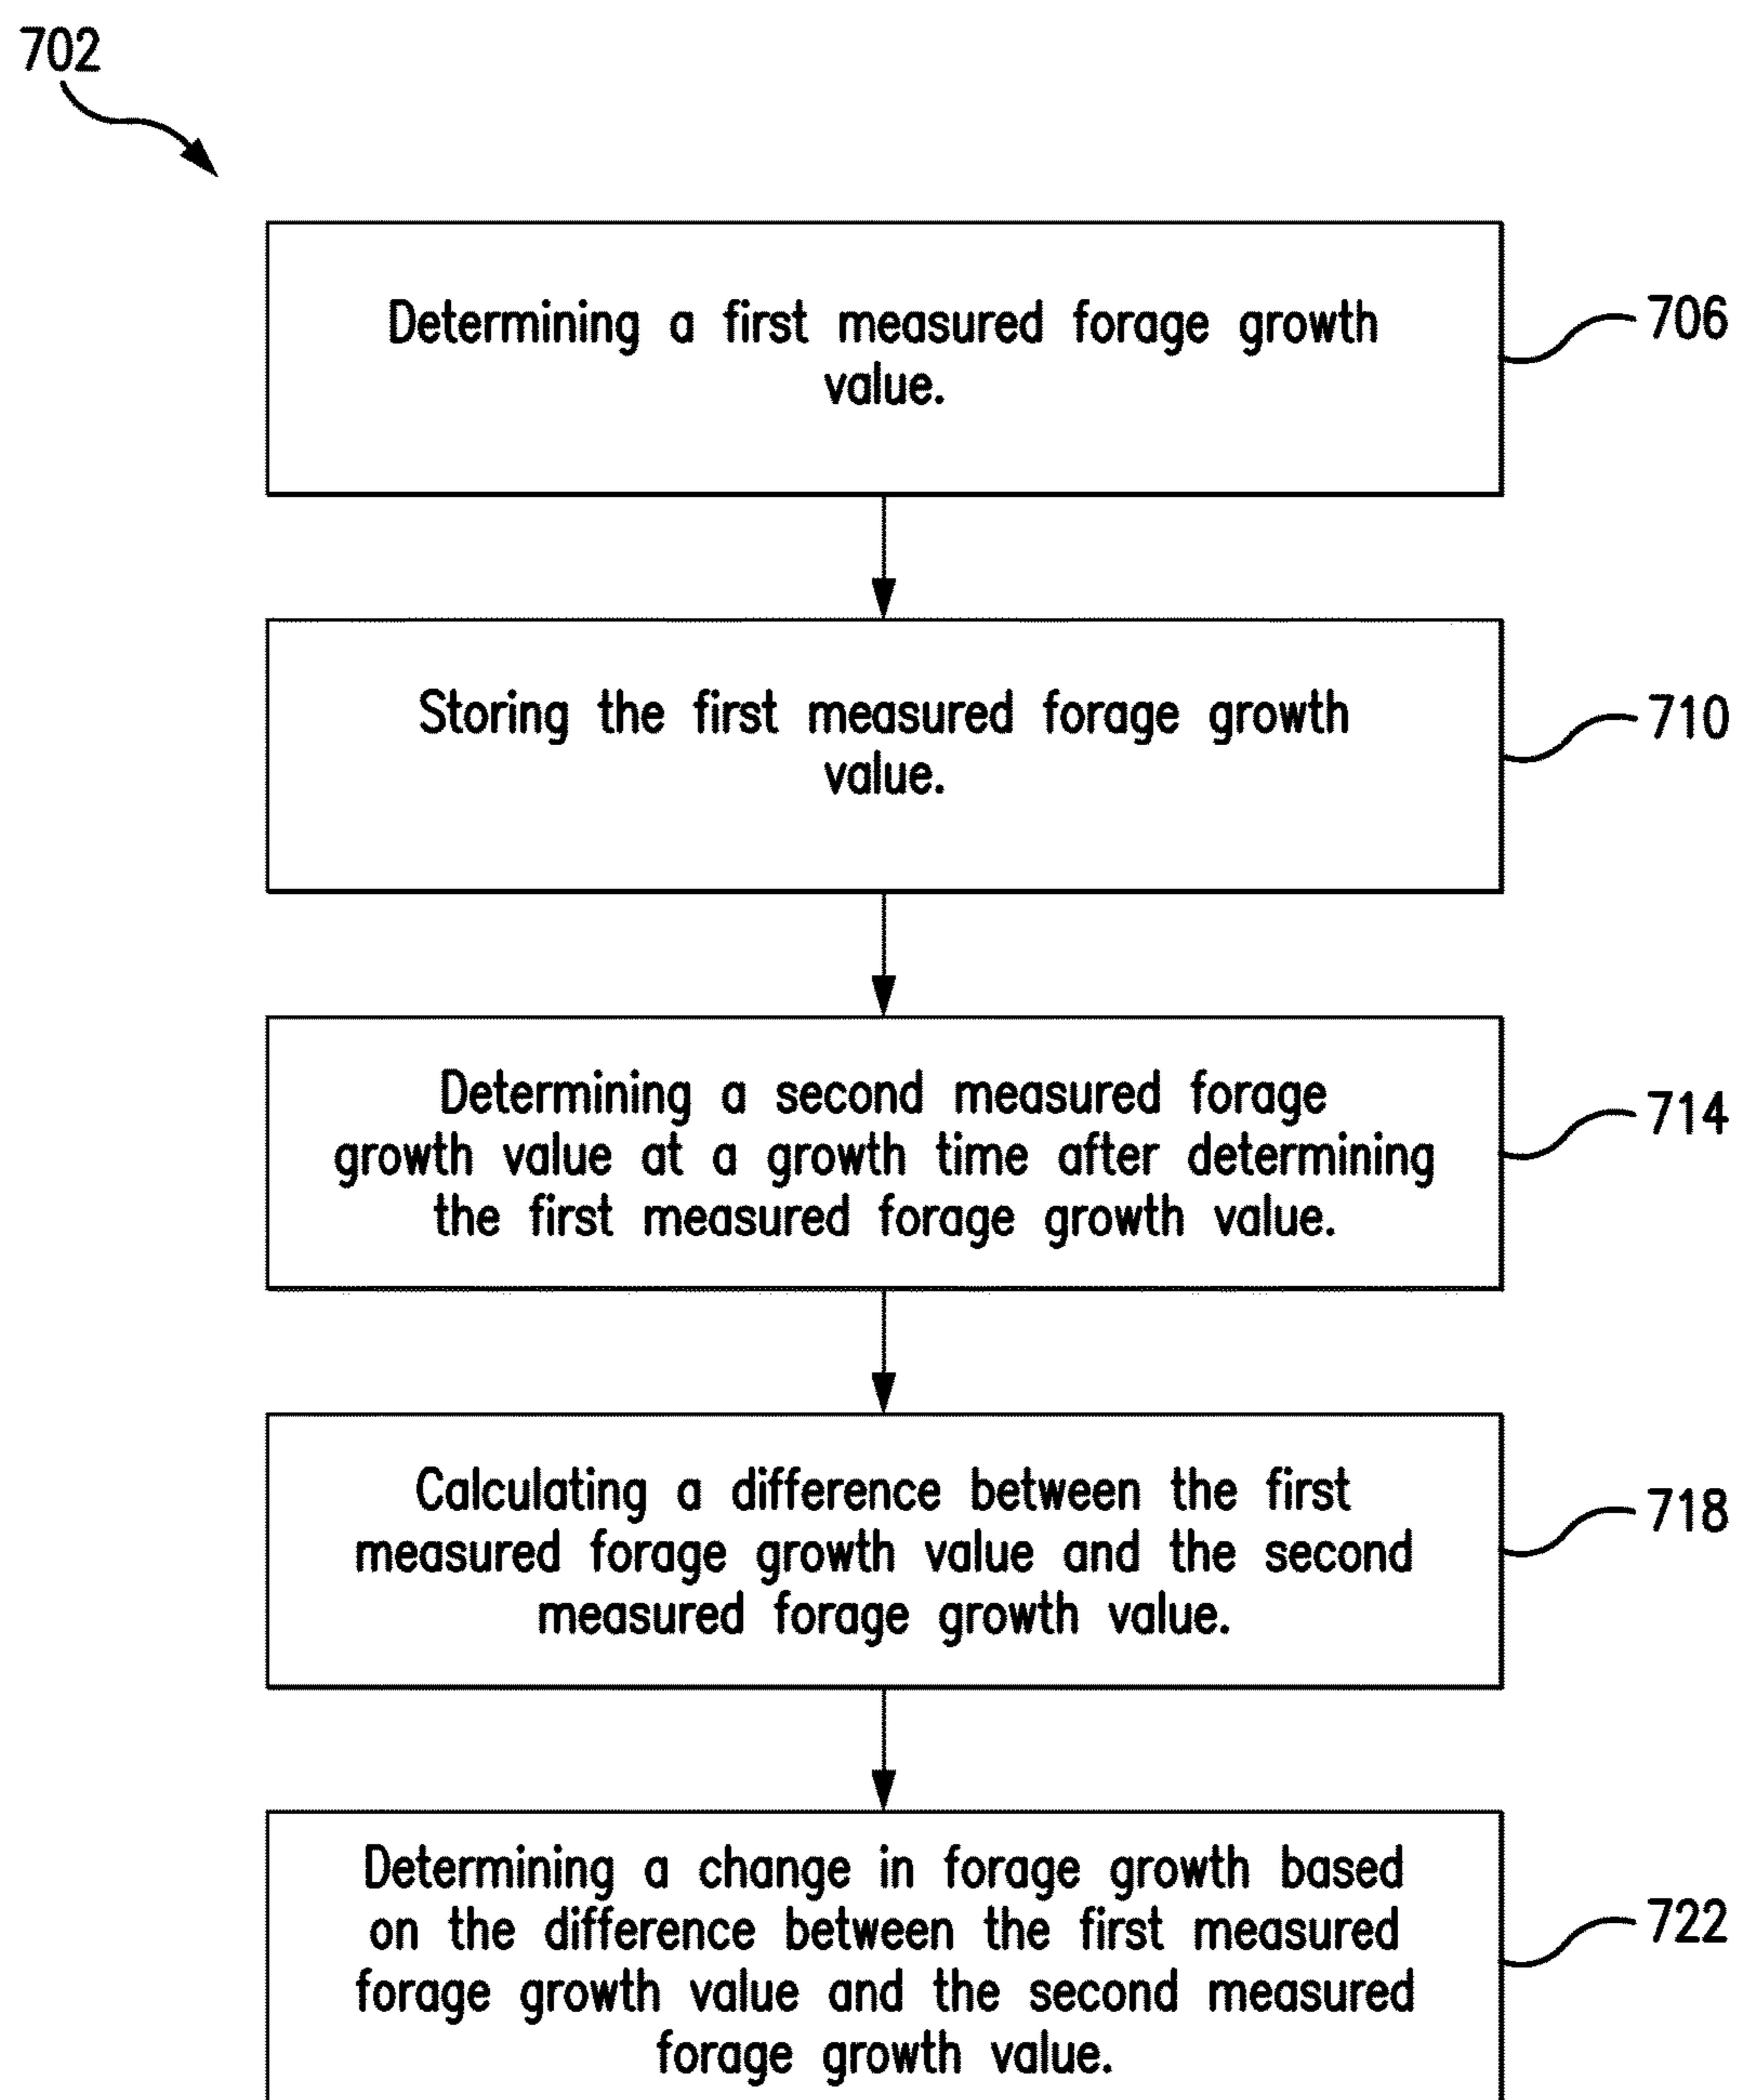 702
Determining a first measured forage growth
value.
706
Storing the first measured forage growth
value.
710
Determining a second measured forage
growth value at a growth time after determining
the first measured forage growth value.
714
Calculating a difference between the first
measured forage growth value and the second
measured forage growth value.
718
Determining a change in forage growth based
on the difference between the first measured
forage growth value and the second measured
forage growth value.
722